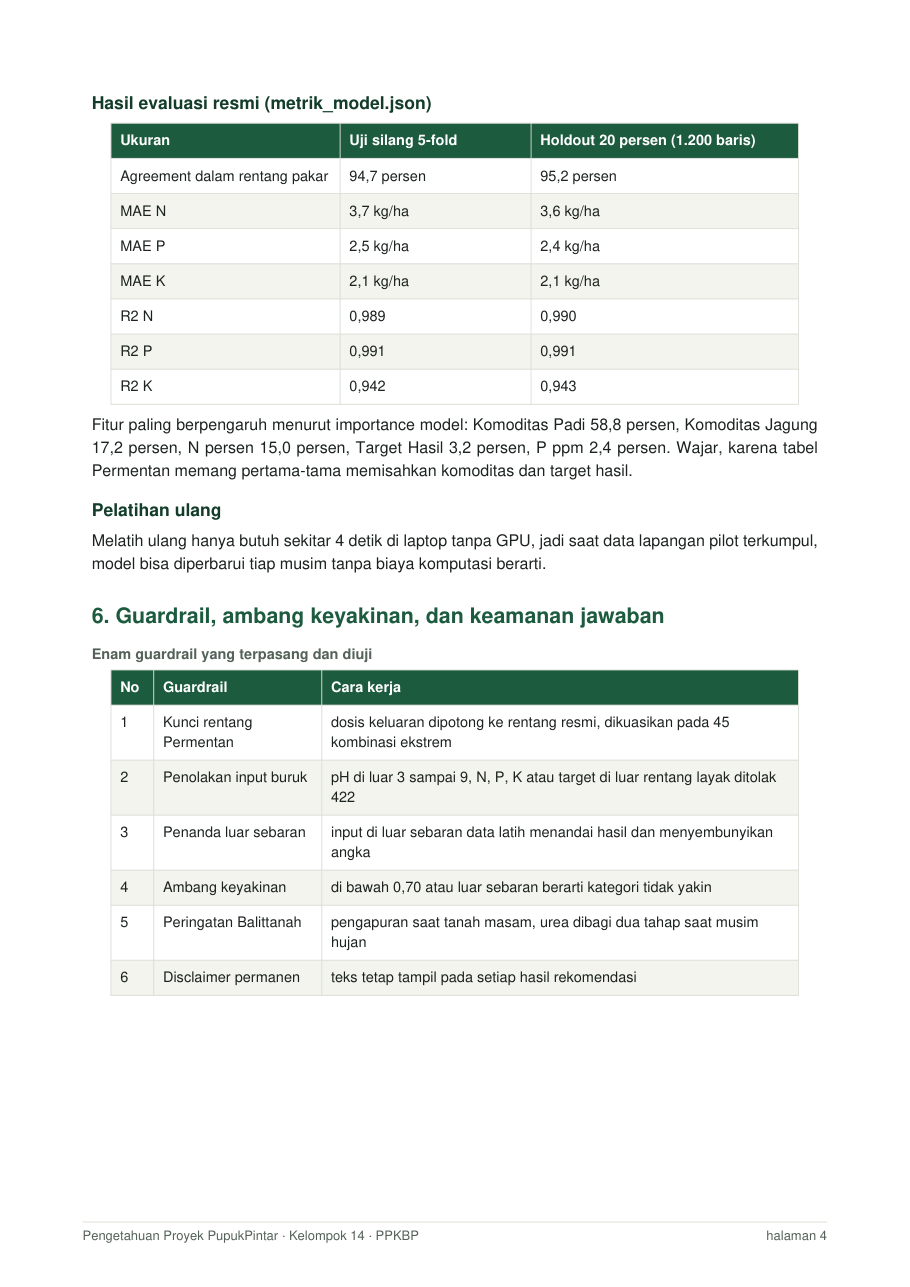 Hasil evaluasi resmi (metrik_model.json)
Ukuran Uji silang 5-fold Holdout 20 persen (1.200 baris)
Agreement dalam rentang pakar 94,7 persen 95,2 persen
MAE N 3,7 kg/ha 3,6 kg/ha
MAE P 2,5 kg/ha 2,4 kg/ha
MAE K 2,1 kg/ha 2,1 kg/ha
R2 N 0,989 0,990
R2 P 0,991 0,991
R2 K 0,942 0,943
Fitur paling berpengaruh menurut importance model: Komoditas Padi 58,8 persen, Komoditas Jagung
17,2 persen, N persen 15,0 persen, Target Hasil 3,2 persen, P ppm 2,4 persen. Wajar, karena tabel
Permentan memang pertama-tama memisahkan komoditas dan target hasil.
Pelatihan ulang
Melatih ulang hanya butuh sekitar 4 detik di laptop tanpa GPU, jadi saat data lapangan pilot terkumpul,
model bisa diperbarui tiap musim tanpa biaya komputasi berarti.
6. Guardrail, ambang keyakinan, dan keamanan jawaban
Enam guardrail yang terpasang dan diuji
No Guardrail Cara kerja
1 Kunci rentang Permentan dosis keluaran dipotong ke rentang resmi, dikuasikan pada 45
kombinasi ekstrem
2 Penolakan input buruk pH di luar 3 sampai 9, N, P, K atau target di luar rentang layak ditolak
422
3 Penanda luar sebaran input di luar sebaran data latih menandai hasil dan menyembunyikan
angka
4 Ambang keyakinan di bawah 0,70 atau luar sebaran berarti kategori tidak yakin
5 Peringatan Balittanah pengapuran saat tanah masam, urea dibagi dua tahap saat musim
hujan
6 Disclaimer permanen teks tetap tampil pada setiap hasil rekomendasi
Pengetahuan Proyek PupukPintar · Kelompok 14 · PPKBP halaman 4